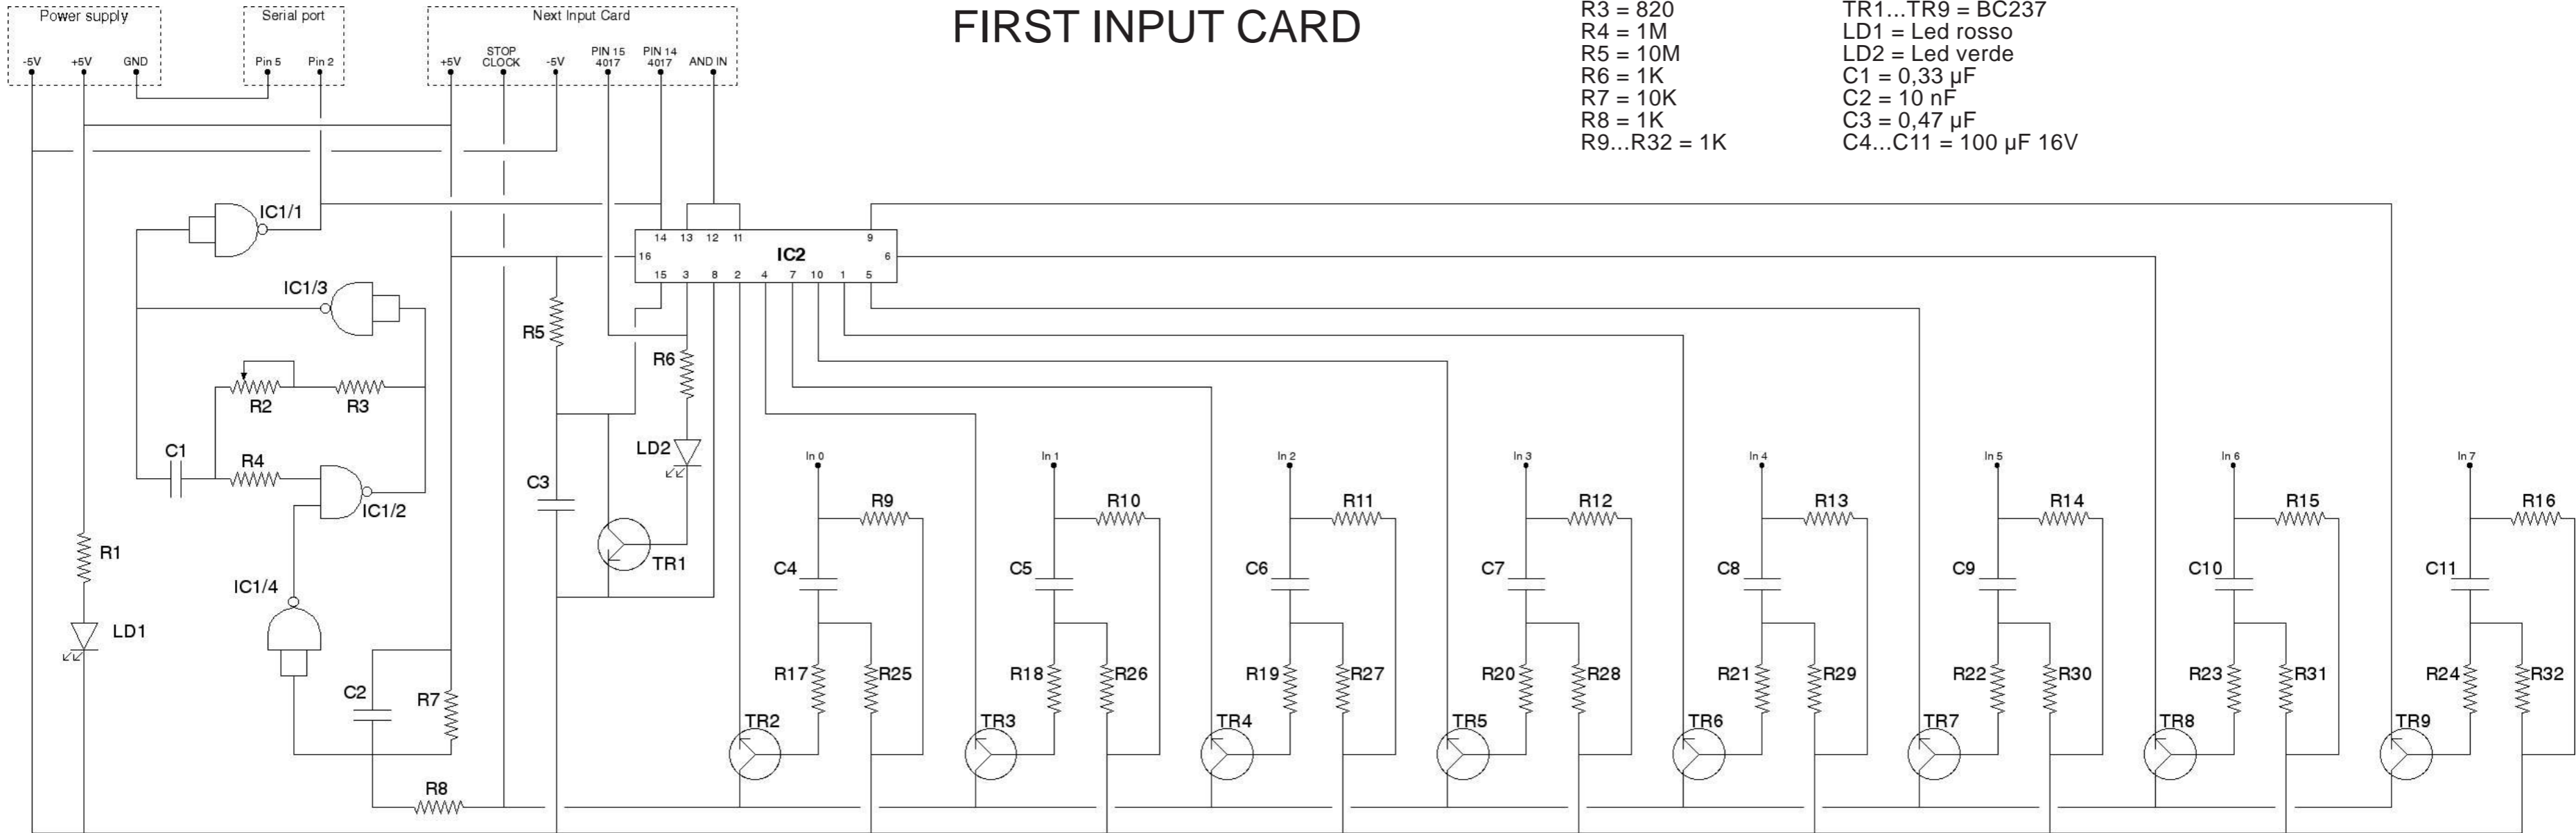 Power supply
Serial port
Next Input Card
FIRST INPUT CARD
-5V
+5V
GND
Pin 5
Pin 2
+5V
STOP
CLOCK
-5V
PIN 15
4017
PIN 14
4017
AND IN
R3 = 820
R4 = 1M
R5 = 10M
R6 = 1K
R7 = 10K
R8 = 1K
R9...R32 = 1K
TR1...TR9 = BC237
LD1 = Led rosso
LD2 = Led verde
C1 = 0,33 µF
C2 = 10 nF
C3 = 0,47 µF
C4...C11 = 100 µF 16V
IC1/1
14 13 12 11 9
16 IC2 6
15 3 8 2 4 7 10 1 5
IC1/3
R5
R6
R2
R3
C1
R4
IC1/2
LD2
C3
In 0
In 1
In 2
In 3
In 4
In 5
In 6
In 7
R9
R10
R11
R12
R13
R14
R15
R16
R1
TR1
C4
C5
C6
C7
C8
C9
C10
C11
IC1/4
LD1
R17
R25
R18
R26
R19
R27
R20
R28
R21
R29
R22
R30
R23
R31
R24
R32
C2
R7
TR2
TR3
TR4
TR5
TR6
TR7
TR8
TR9
R8